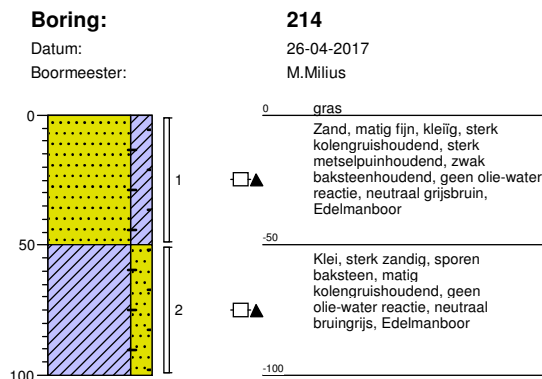 Boring: 214
Datum: 26-04-2017
Boormeester: M.Milius
0
0 gras
Zand, matig fijn, kleiïg, sterk
kolengruishoudend, sterk
metselpuinhoudend, zwak
baksteenhoudend, geen olie-water
reactie, neutraal grijsbruin,
Edelmanboor
1
50
-50
Klei, sterk zandig, sporen
baksteen, matig
kolengruishoudend, geen
olie-water reactie, neutraal
bruingrijs, Edelmanboor
2
100
-100